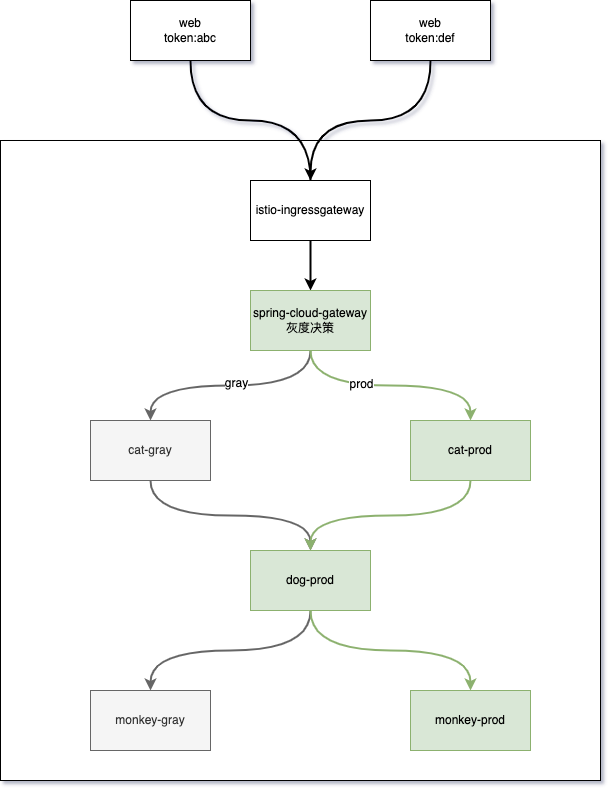 web
token:abc
web
token:def
istio-ingressgateway
spring-cloud-gateway
灰度决策
gray
prod
cat-gray
cat-prod
dog-prod
monkey-gray
monkey-prod